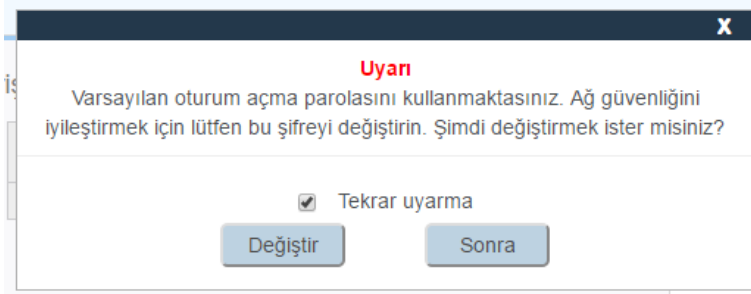 X
Uyarı
Varsayılan oturum açma parolasını kullanmaktasınız. Ağ güvenliğini
iyileştirmek için lütfen bu şifreyi değiştirin. Şimdi değiştirmek ister misiniz?
Tekrar uyarma
Değiştir Sonra